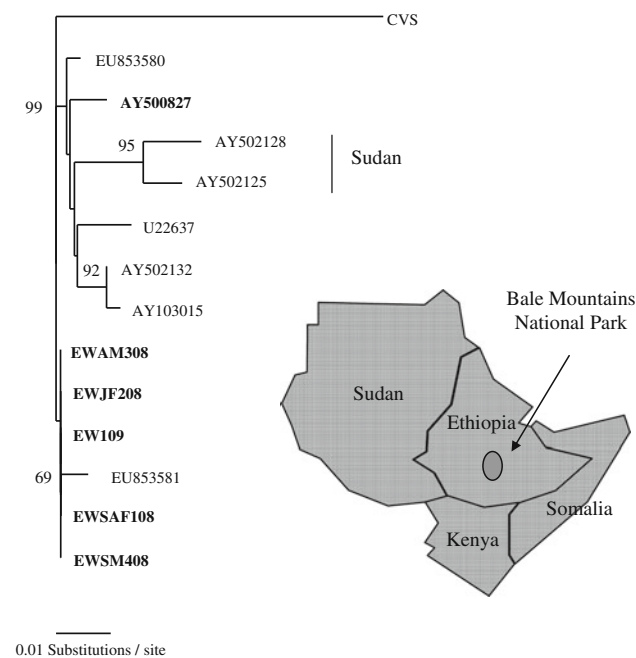 CVS
EU853580
99
AY500827
95
AY502128
Sudan
AY502125
U22637
92
AY502132
AY103015
Bale Mountains
National Park
EWAM308
EWJF208
Sudan
Ethiopia
EW109
69
EU853581
EWSAF108
Somalia
Kenya
EWSM408
0.01 Substitutions / site